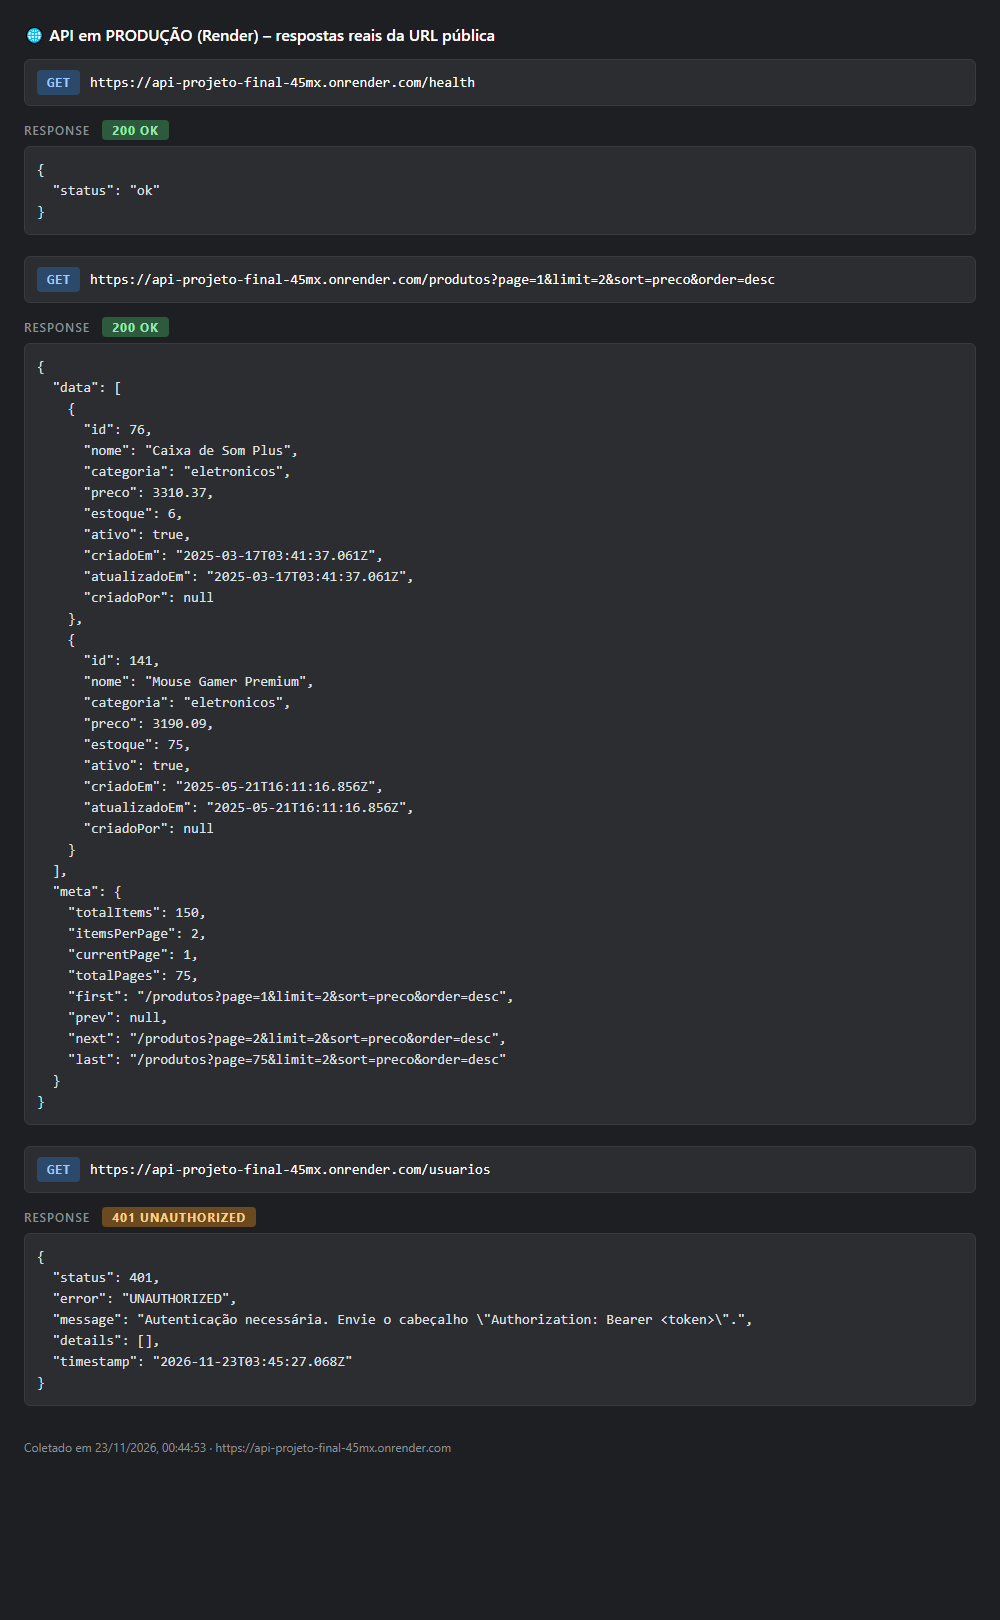 🌐 API em PRODUÇÃO (Render) – respostas reais da URL pública
GET https://api-projeto-final-45mx.onrender.com/health
RESPONSE 200 OK
{
  "status": "ok"
}
GET https://api-projeto-final-45mx.onrender.com/produtos?page=1&limit=2&sort=preco&order=desc
RESPONSE 200 OK
{
  "data": [
    {
      "id": 76,
      "nome": "Caixa de Som Plus",
      "categoria": "eletronicos",
      "preco": 3310.37,
      "estoque": 6,
      "ativo": true,
      "criadoEm": "2025-03-17T03:41:37.061Z",
      "atualizadoEm": "2025-03-17T03:41:37.061Z",
      "criadoPor": null
    },
    {
      "id": 141,
      "nome": "Mouse Gamer Premium",
      "categoria": "eletronicos",
      "preco": 3190.09,
      "estoque": 75,
      "ativo": true,
      "criadoEm": "2025-05-21T16:11:16.856Z",
      "atualizadoEm": "2025-05-21T16:11:16.856Z",
      "criadoPor": null
    }
  ],
  "meta": {
    "totalItems": 150,
    "itemsPerPage": 2,
    "currentPage": 1,
    "totalPages": 75,
    "first": "/produtos?page=1&limit=2&sort=preco&order=desc",
    "prev": null,
    "next": "/produtos?page=2&limit=2&sort=preco&order=desc",
    "last": "/produtos?page=75&limit=2&sort=preco&order=desc"
  }
}
GET https://api-projeto-final-45mx.onrender.com/usuarios
RESPONSE 401 UNAUTHORIZED
{
  "status": 401,
  "error": "UNAUTHORIZED",
  "message": "Autenticação necessária. Envie o cabeçalho \"Authorization: Bearer <token>\".",
  "details": [],
  "timestamp": "2026-11-23T03:45:27.068Z"
}
Coletado em 23/11/2026, 00:44:53 · https://api-projeto-final-45mx.onrender.com